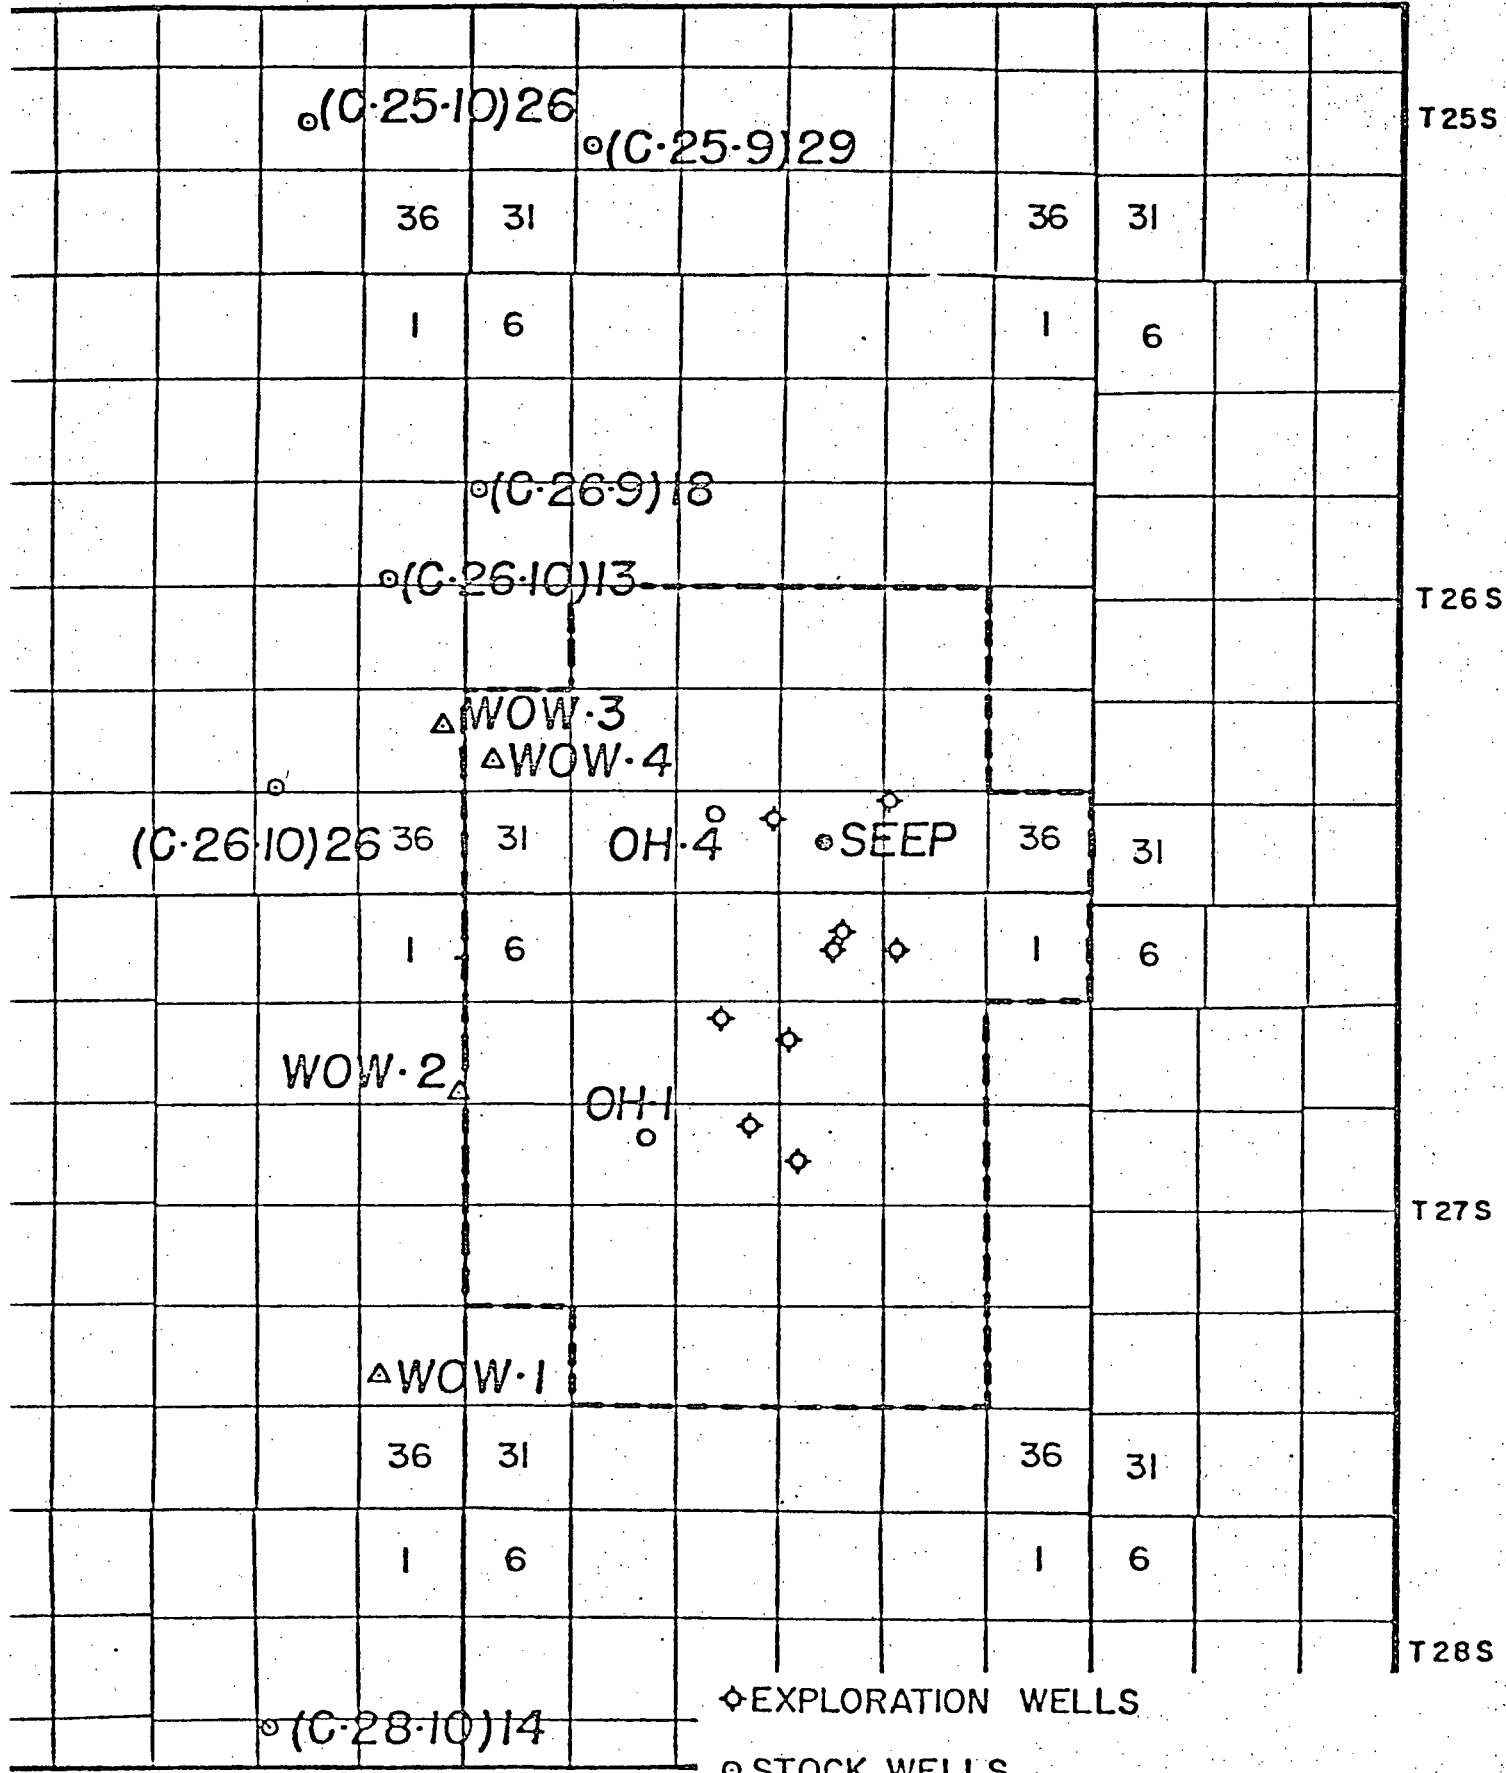 (C·25·10)26
T25S
(C·25·9)29
36 31 36 31
1 6 1 6
(C·26·9)18
(C·26·10)13
T26S
WOW·3
WOW·4
(C·26·10)26 36 31 OH·4 SEEP 36 31
1 6 1 6
WOW·2
OH·1
T27S
WOW·1
36 31 36 31
1 6 1 6
T28S
EXPLORATION WELLS
(C·28·10)14
STOCK WELLS